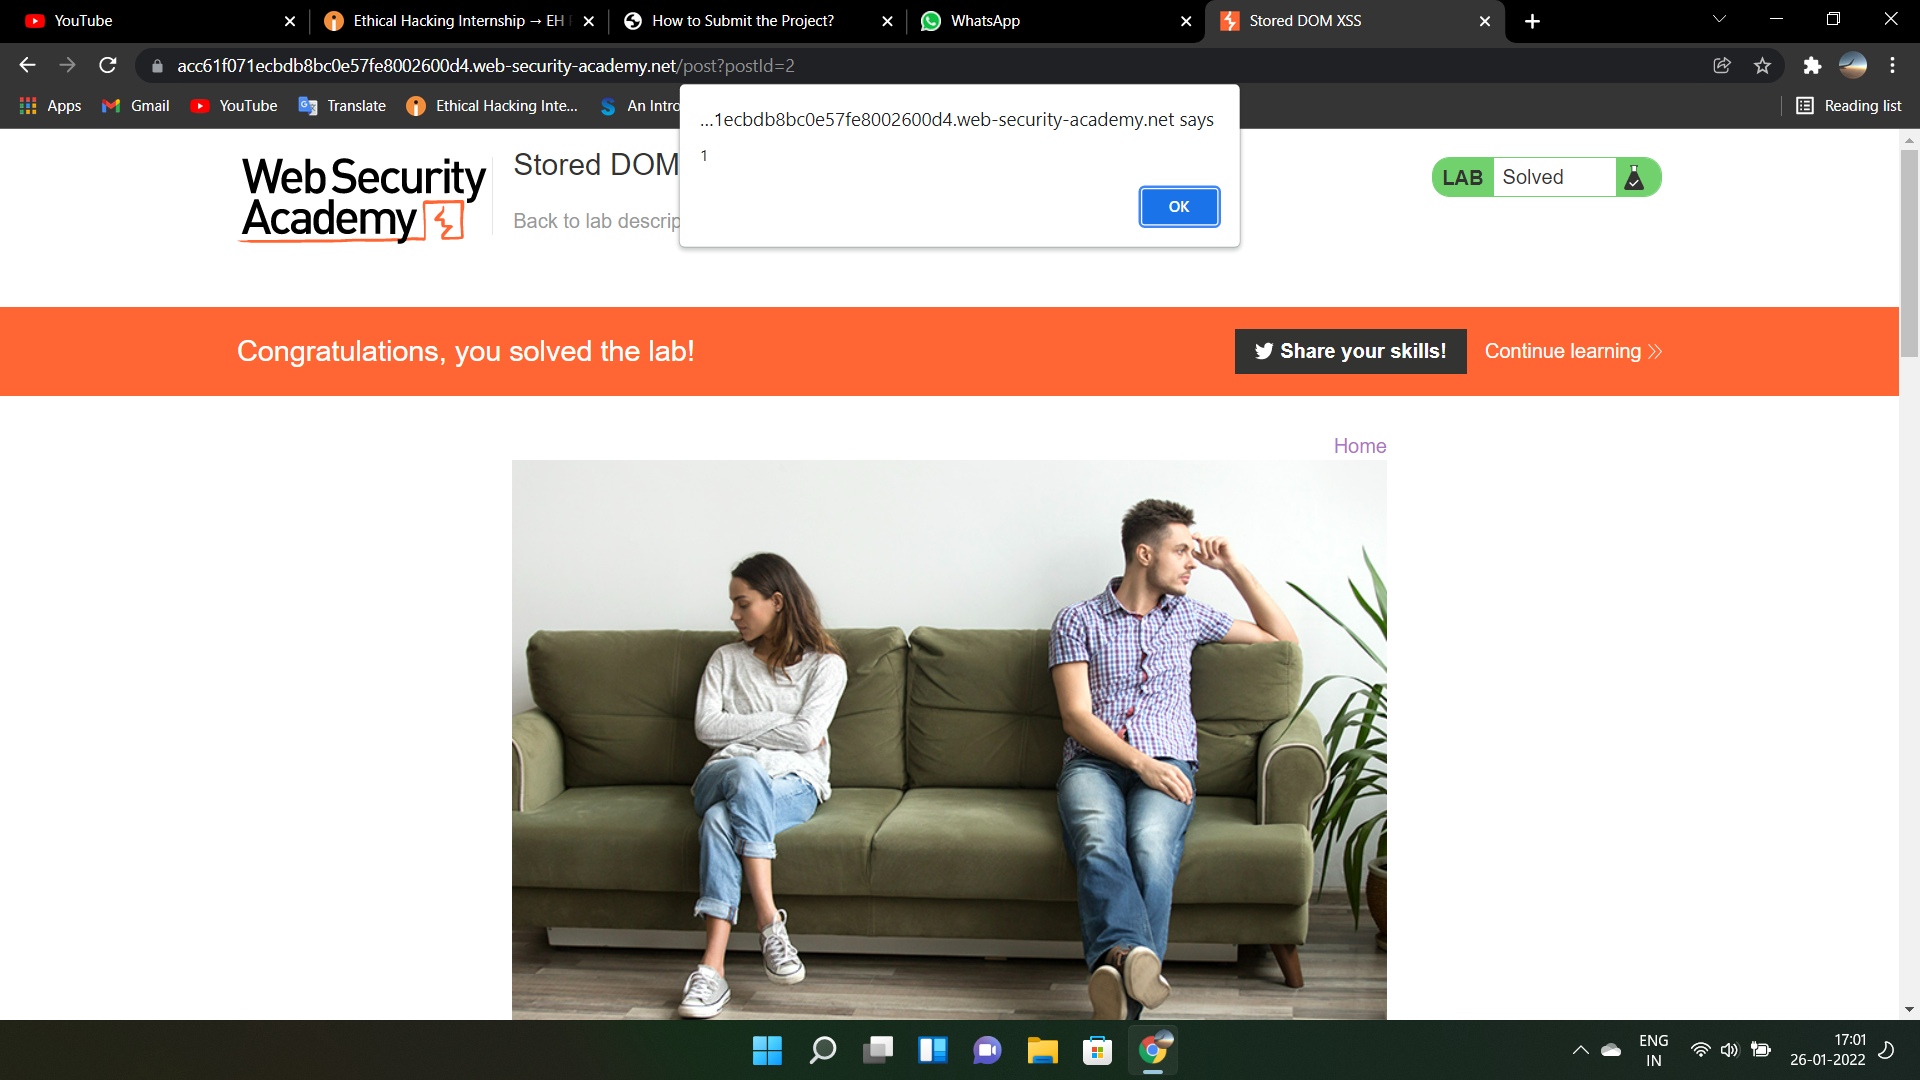 YouTube
Ethical Hacking Internship → EH
How to Submit the Project?
WhatsApp
Stored DOM XSS
acc61f071ecbdb8bc0e57fe8002600d4.web-security-academy.net/post?postId=2
Apps
Gmail
YouTube
Translate
Ethical Hacking Inte...
An Intro
Reading list
...1ecbdb8bc0e57fe8002600d4.web-security-academy.net says
1
OK
Web Security
Academy
Stored DOM
Back to lab descrip
LAB
Solved
Congratulations, you solved the lab!
Share your skills!
Continue learning
Home
ENG
IN
17:01
26-01-2022